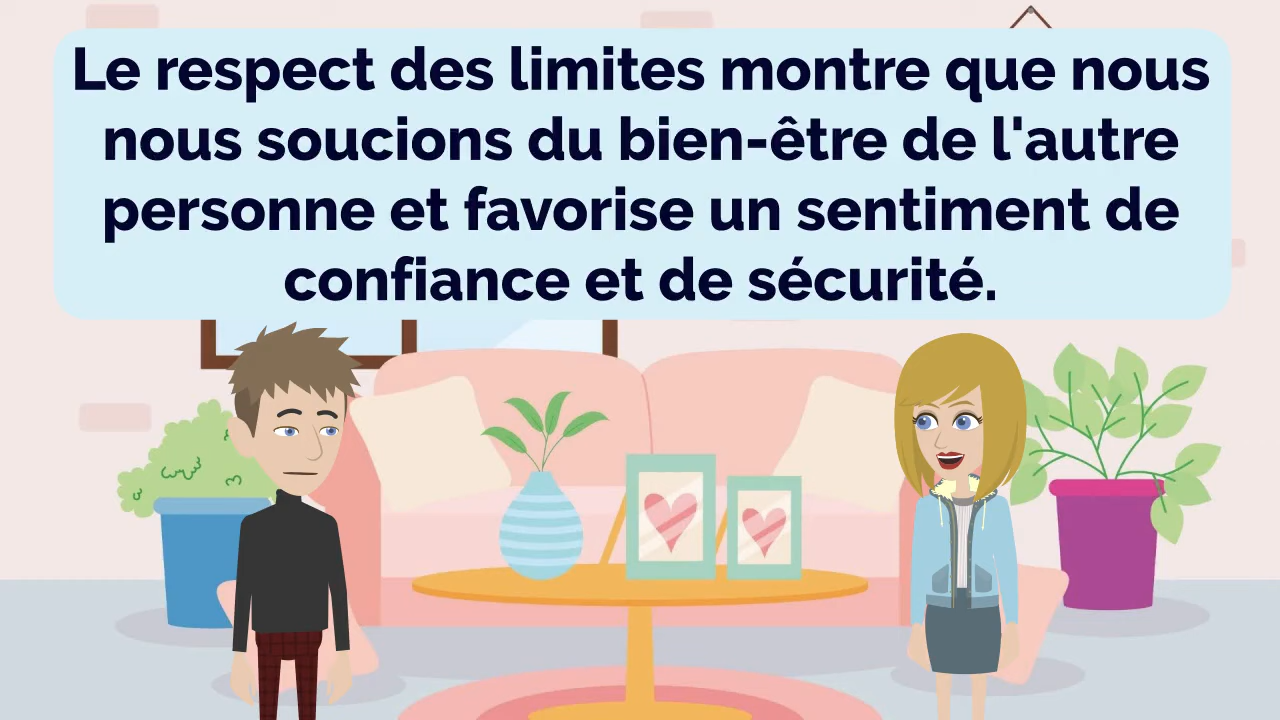 Le respect des limites montre que nous
nous soucions du bien-être de l'autre
personne et favorise un sentiment de
confiance et de sécurité.